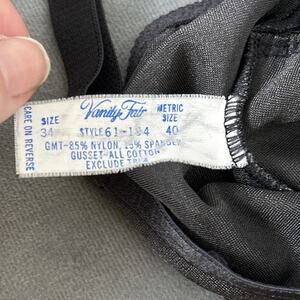 Vanity Fair
SIZE
34
METRIC
SIZE
40
STYLE 61-194
GMT-85% NYLON, 15% SPANDEX
GUSSET-ALL COTTON
EXCLUDE TRIM
CARE ON REVERSE